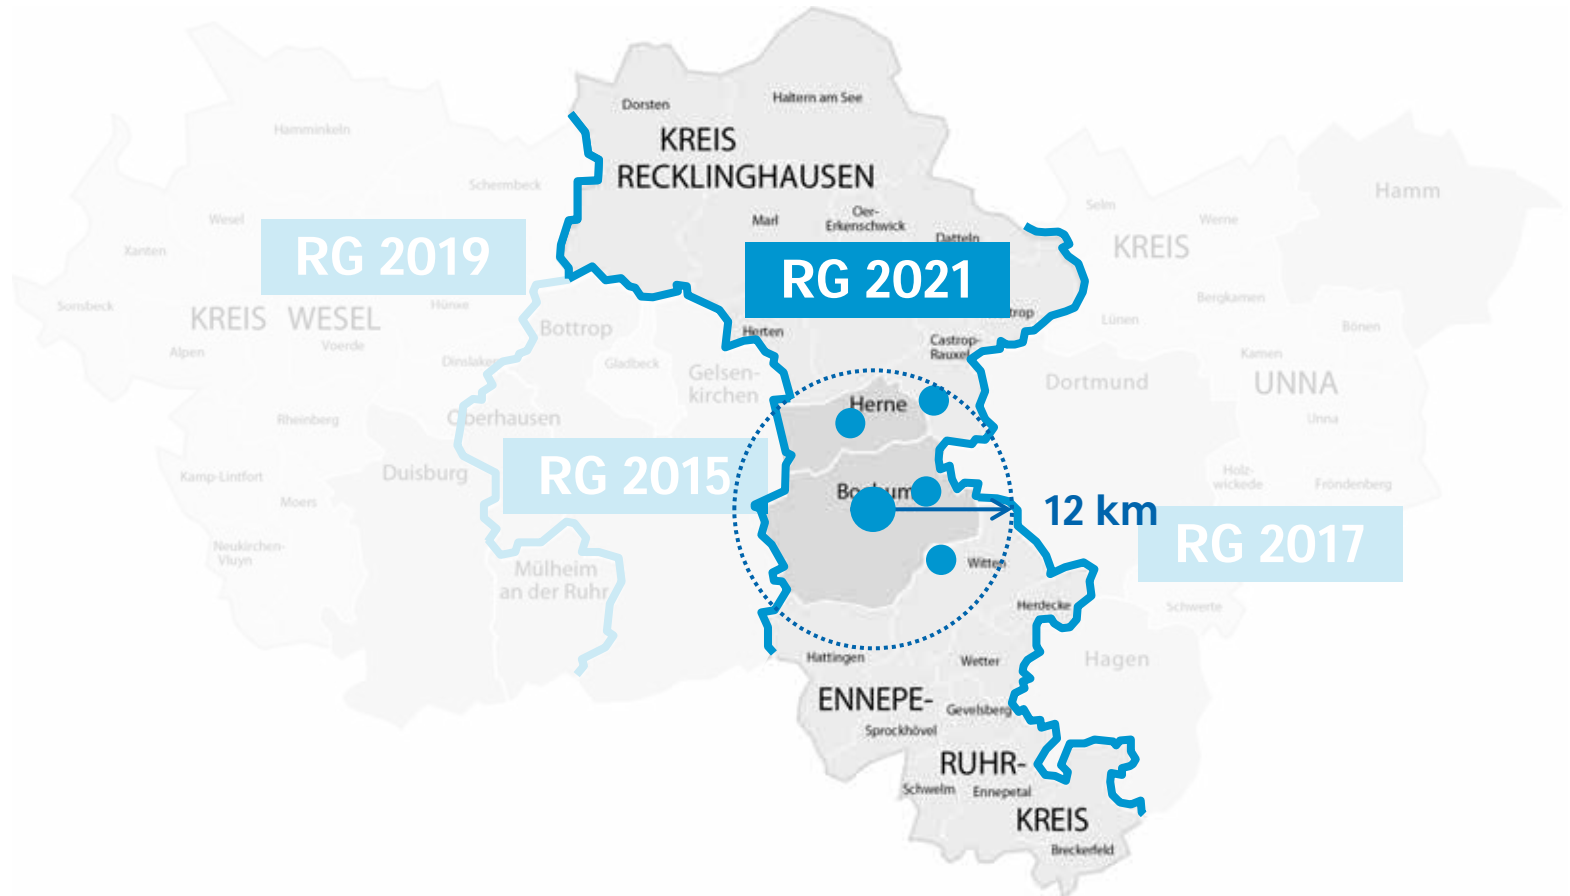 Dorsten
Haltern am See
Hamminkeln
KREIS
RECKLINGHAUSEN
Schermbeck
Hamm
Selm
Werne
Wesel
Marl
Oer-
Erkenschwick
Datteln
Xanten
RG 2019
RG 2021
KREIS
Sonsbeck
Hünxe
Bergkamen
KREIS WESEL
Bottrop
trop
Lünen
Bönen
Voerde
Herten
Castrop-
Rauxel
Alpen
Dinslaken
Gladbeck
Kamen
Gelsen-
kirchen
Dortmund
UNNA
Herne
Rheinberg
Oberhausen
Unna
Kamp-Lintfort
Duisburg
RG 2015
Holz-
wickede
Fröndenberg
Bochum
Moers
12 km
RG 2017
Neukirchen-
Vluyn
Mülheim
an der Ruhr
Witten
Herdecke
Schwerte
Hattingen
Wetter
Hagen
ENNEPE-
Gevelsberg
Sprockhövel
RUHR-
Schwelm
Ennepetal
KREIS
Breckerfeld